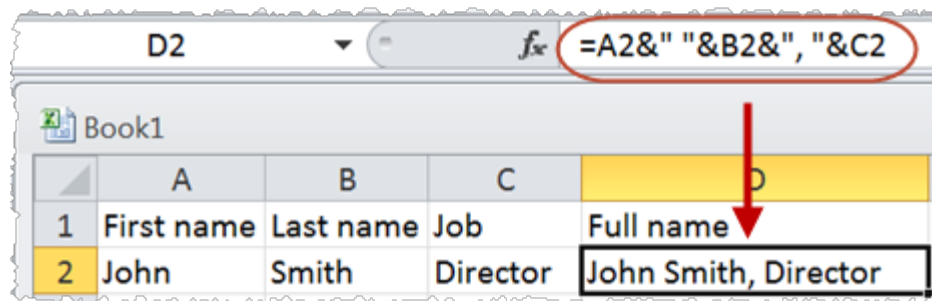 D2 fx =A2&" "&B2&", "&C2
Book1
A B C D
1 First name Last name Job Full name
2 John Smith Director John Smith, Director